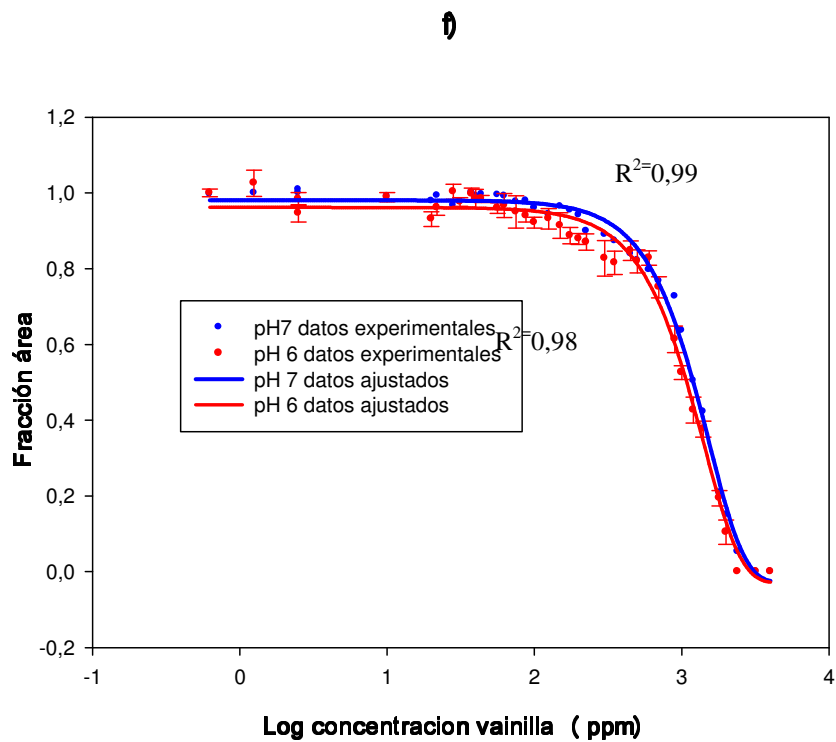 f)
1,2
R²⁼0,99
1,0
0,8
pH7 datos experimentales
pH 6 datos experimentales
R²⁼0,98
0,6
pH 7 datos ajustados
pH 6 datos ajustados
Fracción área
0,4
0,2
0,0
-0,2
-1 0 1 2 3 4
Log concentracion vainilla ( ppm)